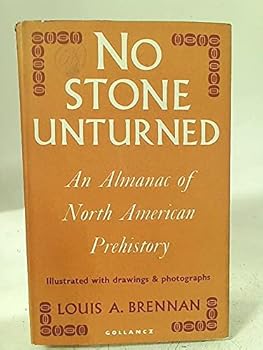 NO
STONE
UNTURNED
An Almanac of
North American
Prehistory
Illustrated with drawings & photographs
LOUIS A. BRENNAN
GOLLANCZ